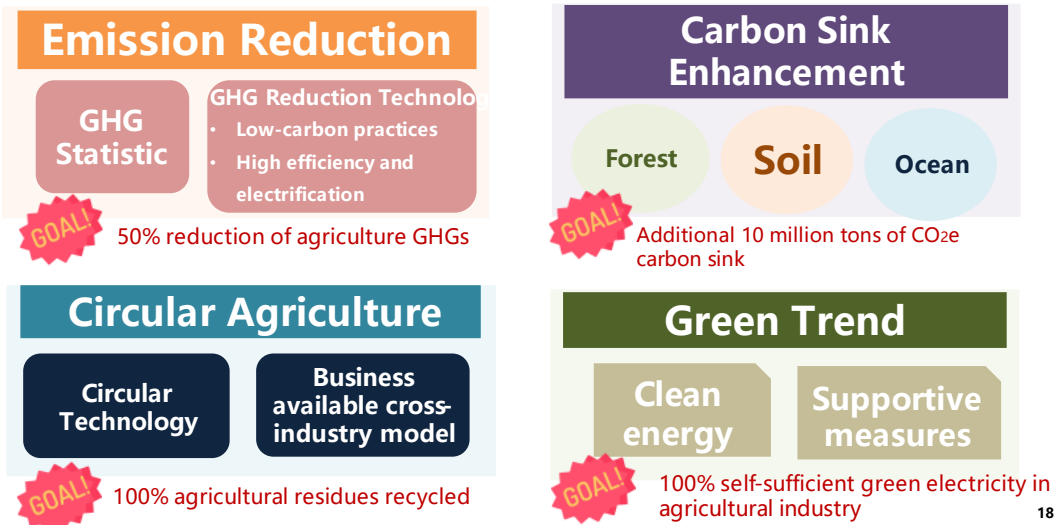 Emission Reduction
GHG
Statistic
GHG Reduction Technolog
• Low-carbon practices
• High efficiency and
electrification
GOAL!
50% reduction of agriculture GHGs
Carbon Sink
Enhancement
Forest
Soil
Ocean
GOAL!
Additional 10 million tons of CO2e
carbon sink
Circular Agriculture
Circular
Technology
Business
available cross-
industry model
GOAL!
100% agricultural residues recycled
Green Trend
Clean
energy
Supportive
measures
GOAL!
100% self-sufficient green electricity in
agricultural industry
18